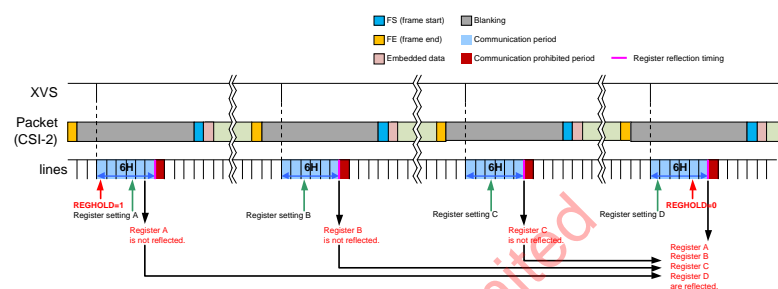 FS (frame start)
Blanking
FE (frame end)
Communication period
Embedded data
Communication prohibited period
Register reflection timing
XVS
Packet
(CSI-2)
lines
6H
6H
6H
6H
REGHOLD=1
Register setting A
Register setting B
Register setting C
Register setting D
REGHOLD=0
Register A
is not reflected.
Register B
is not reflected.
Register C
is not reflected.
Register A
Register B
Register C
Register D
are reflected.